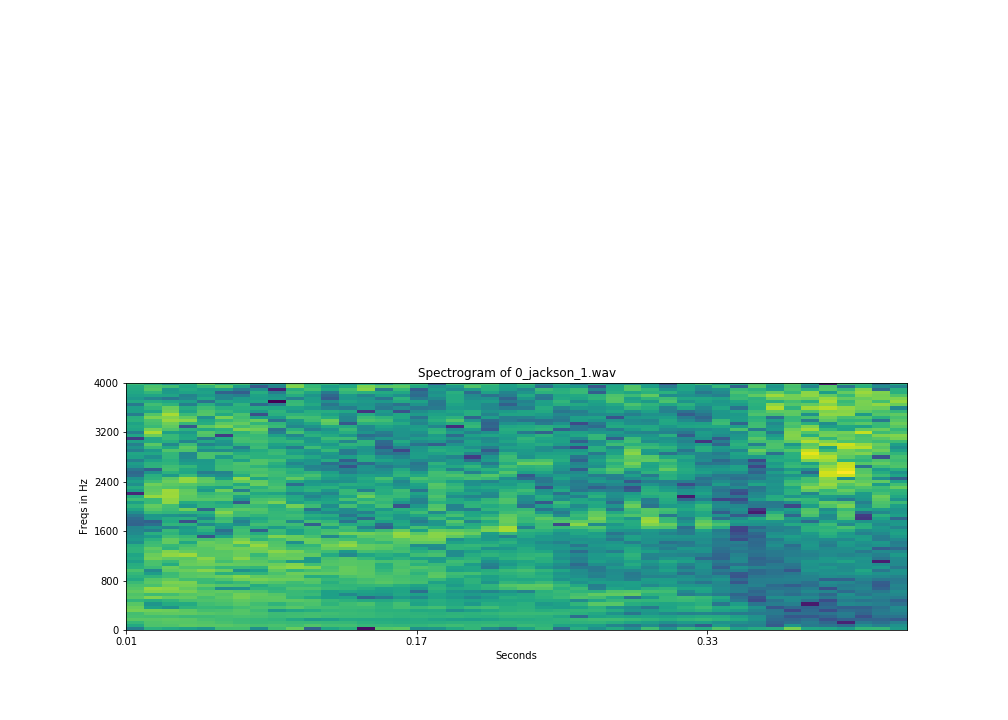 Spectrogram of 0_jackson_1.wav
4000
3200
2400
1600
800
0
Freqs in Hz
0.01 0.17 0.33
Seconds